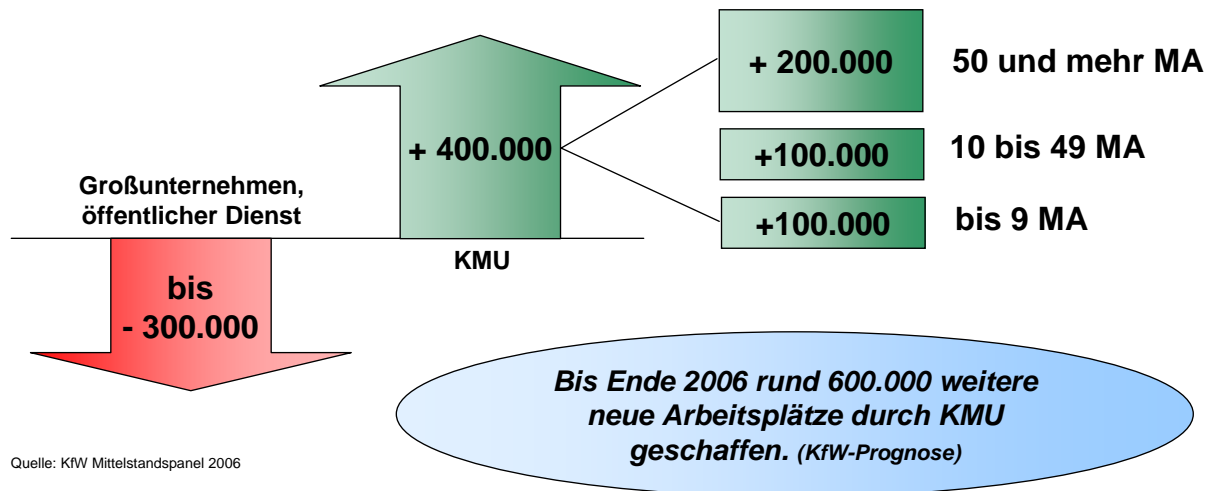 + 200.000
50 und mehr MA
+ 400.000
+100.000
10 bis 49 MA
Großunternehmen,
öffentlicher Dienst
+100.000
bis 9 MA
KMU
bis
- 300.000
Bis Ende 2006 rund 600.000 weitere
neue Arbeitsplätze durch KMU
geschaffen. (KfW-Prognose)
Quelle: KfW Mittelstandspanel 2006